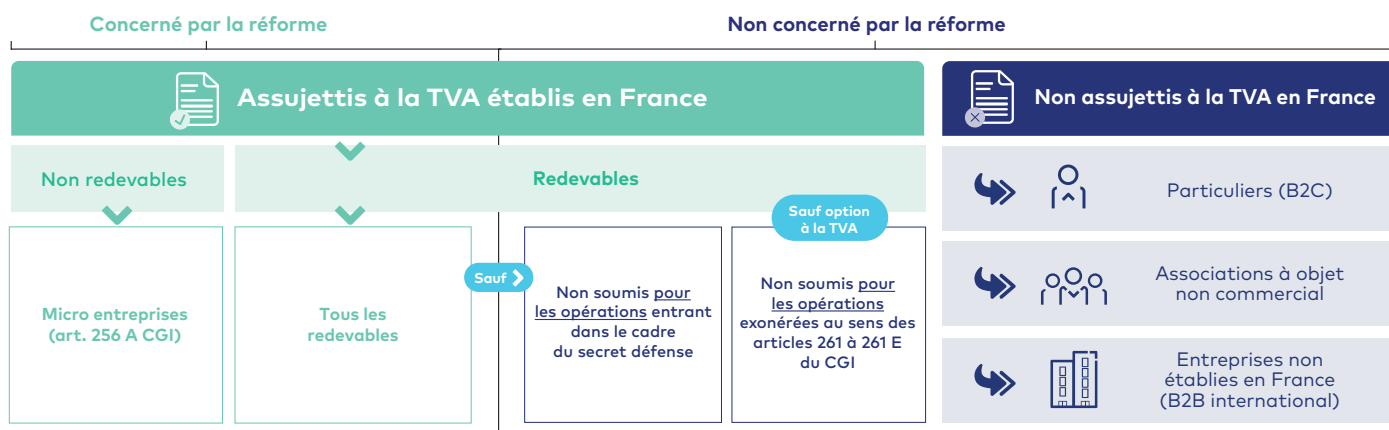 Concerné par la réforme
Non concerné par la réforme
Assujettis à la TVA établis en France
Non assujettis à la TVA en France
Non redevables
Redevables
Micro entreprises
(art. 256 A CGI)
Tous les
redevables
Sauf
Non soumis pour
les opérations entrant
dans le cadre
du secret défense
Sauf option
à la TVA
Non soumis pour
les opérations
exonérées au sens des
articles 261 à 261 E
du CGI
Particuliers (B2C)
Associations à objet
non commercial
Entreprises non
établies en France
(B2B international)